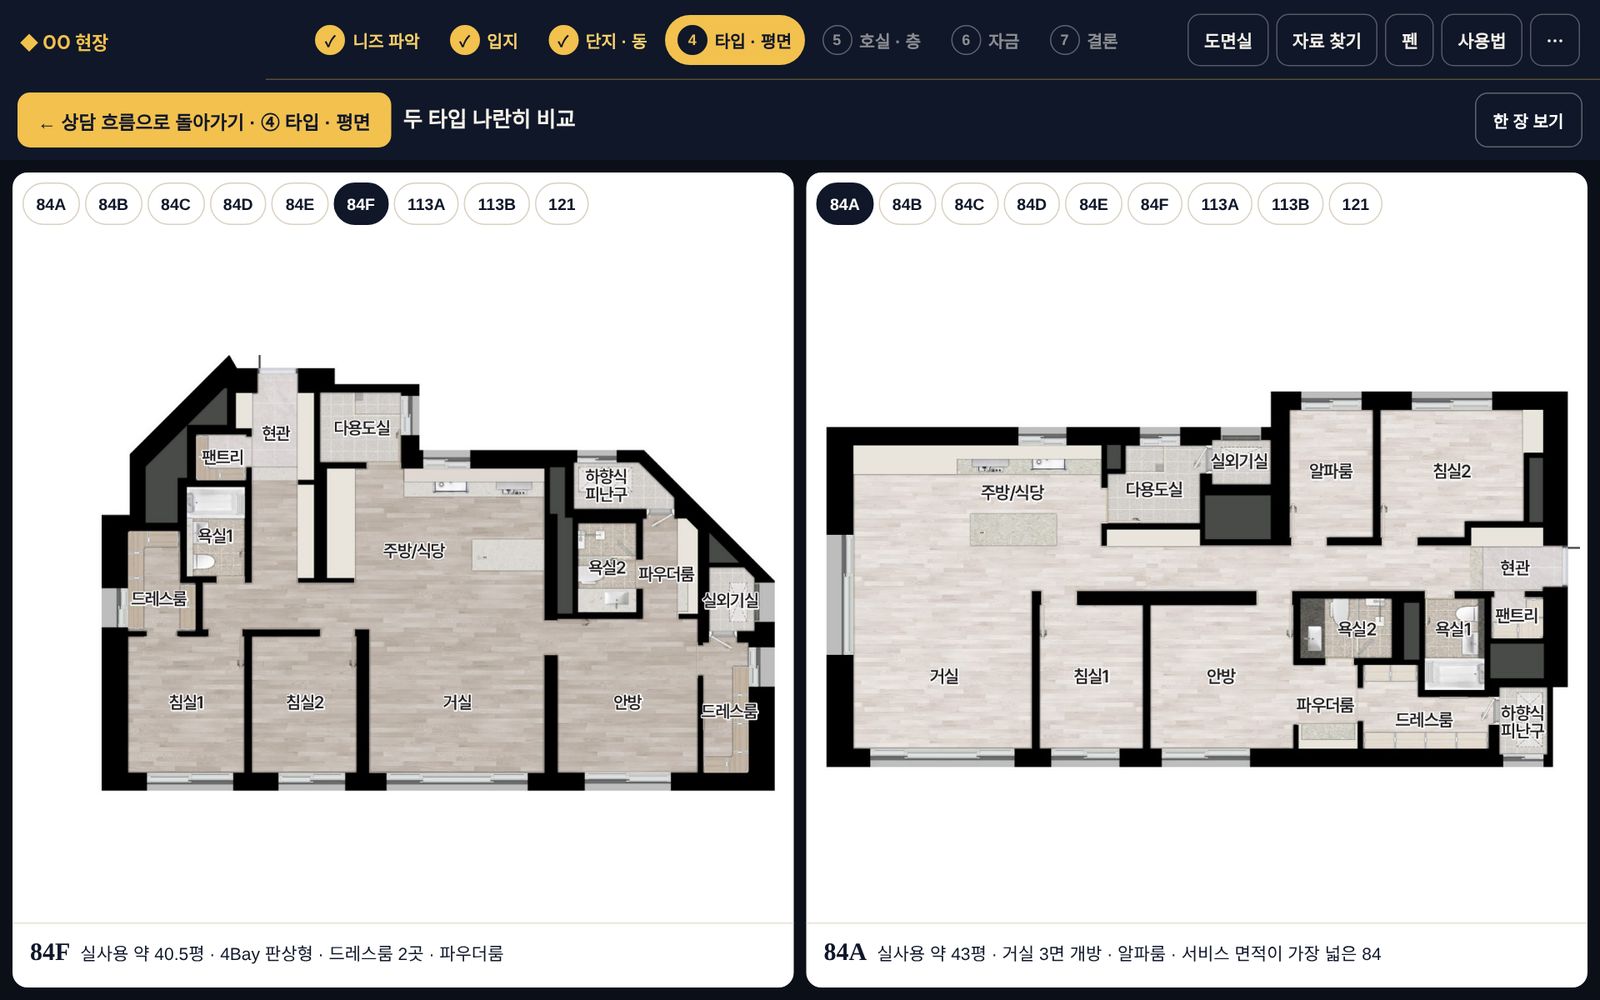 ◆ OO 현장
✓ 니즈 파악
✓ 입지
✓ 단지 · 동
4 타입 · 평면
5 호실 · 층
6 자금
7 결론
도면실
자료 찾기
펜
사용법
···
← 상담 흐름으로 돌아가기 · ④ 타입 · 평면
두 타입 나란히 비교
한 장 보기
84A 84B 84C 84D 84E 84F 113A 113B 121
현관
다용도실
팬트리
하향식
피난구
욕실1
주방/식당
욕실2
파우더룸
드레스룸
실외기실
침실1
침실2
거실
안방
드레스룸
84F 실사용 약 40.5평 · 4Bay 판상형 · 드레스룸 2곳 · 파우더룸
84A 84B 84C 84D 84E 84F 113A 113B 121
실외기실
알파룸
침실2
주방/식당
다용도실
현관
팬트리
욕실2
욕실1
거실
침실1
안방
파우더룸
드레스룸
하향식
피난구
84A 실사용 약 43평 · 거실 3면 개방 · 알파룸 · 서비스 면적이 가장 넓은 84